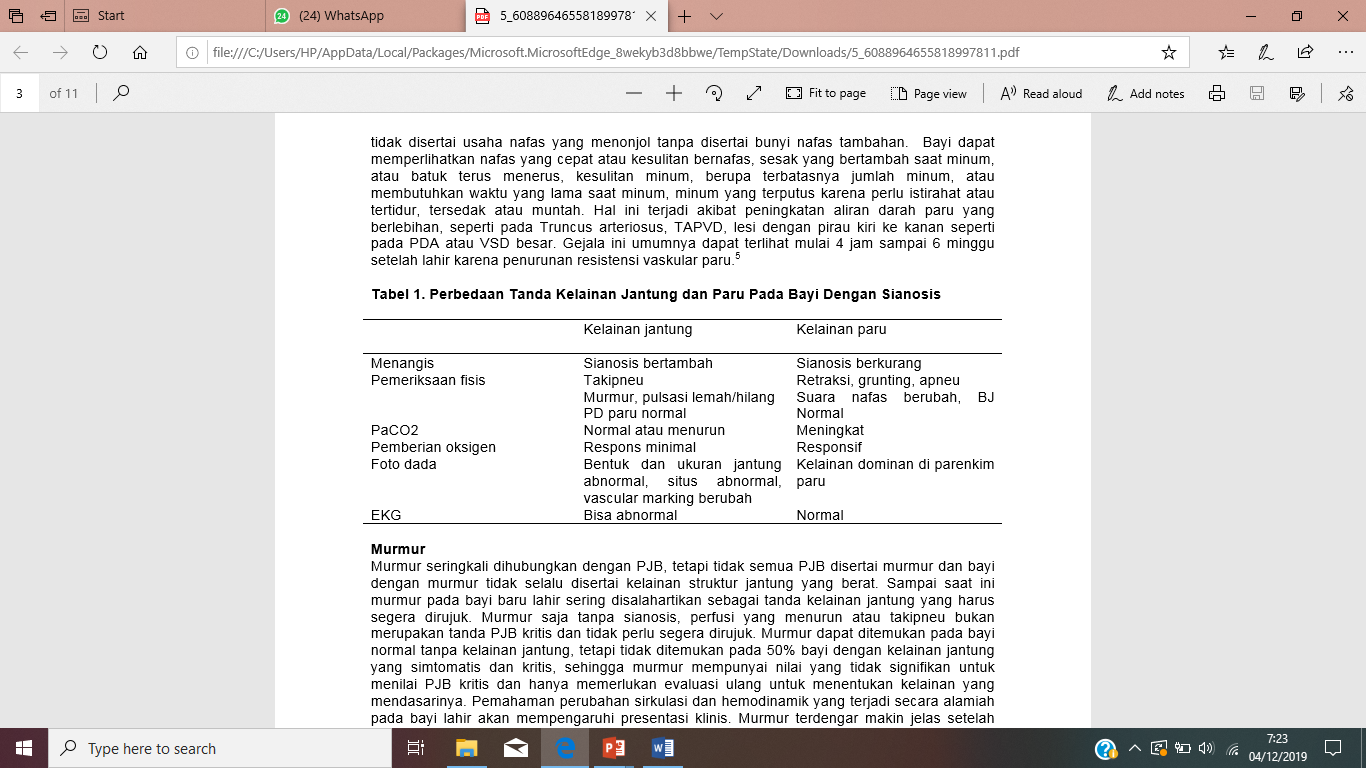 Start
(24) WhatsApp
5_6088964655818997811
file:///C:/Users/HP/AppData/Local/Packages/Microsoft.MicrosoftEdge_8wekyb3d8bbwe/TempState/Downloads/5_6088964655818997811.pdf
3 of 11
Fit to page
Page view
Read aloud
Add notes
tidak disertai usaha nafas yang menonjol tanpa disertai bunyi nafas tambahan. Bayi dapat
memperlihatkan nafas yang cepat atau kesulitan bernafas, sesak yang bertambah saat minum,
atau batuk terus menerus, kesulitan minum, berupa terbatasnya jumlah minum, atau
membutuhkan waktu yang lama saat minum, minum yang terputus karena perlu istirahat atau
tertidur, tersedak atau muntah. Hal ini terjadi akibat peningkatan aliran darah paru yang
berlebihan, seperti pada Truncus arteriosus, TAPVD, lesi dengan pirau kiri ke kanan seperti
pada PDA atau VSD besar. Gejala ini umumnya dapat terlihat mulai 4 jam sampai 6 minggu
setelah lahir karena penurunan resistensi vaskular paru.5
Tabel 1. Perbedaan Tanda Kelainan Jantung dan Paru Pada Bayi Dengan Sianosis
Kelainan jantung Kelainan paru
Menangis Sianosis bertambah Sianosis berkurang
Pemeriksaan fisis Takipneu Retraksi, grunting, apneu
Murmur, pulsasi lemah/hilang Suara nafas berubah, BJ
PD paru normal Normal
PaCO2 Normal atau menurun Meningkat
Pemberian oksigen Respons minimal Responsif
Foto dada Bentuk dan ukuran jantung Kelainan dominan di parenkim
abnormal, situs abnormal, paru
vascular marking berubah
EKG Bisa abnormal Normal
Murmur
Murmur seringkali dihubungkan dengan PJB, tetapi tidak semua PJB disertai murmur dan bayi
dengan murmur tidak selalu disertai kelainan struktur jantung yang berat. Sampai saat ini
murmur pada bayi baru lahir sering disalahartikan sebagai tanda kelainan jantung yang harus
segera dirujuk. Murmur saja tanpa sianosis, perfusi yang menurun atau takipneu bukan
merupakan tanda PJB kritis dan tidak perlu segera dirujuk. Murmur dapat ditemukan pada bayi
normal tanpa kelainan jantung, tetapi tidak ditemukan pada 50% bayi dengan kelainan jantung
yang simtomatis dan kritis, sehingga murmur mempunyai nilai yang tidak signifikan untuk
menilai PJB kritis dan hanya memerlukan evaluasi ulang untuk menentukan kelainan yang
mendasarinya. Pemahaman perubahan sirkulasi dan hemodinamik yang terjadi secara alamiah
pada bayi lahir akan mempengaruhi presentasi klinis. Murmur terdengar makin jelas setelah
Type here to search
7:23
04/12/2019